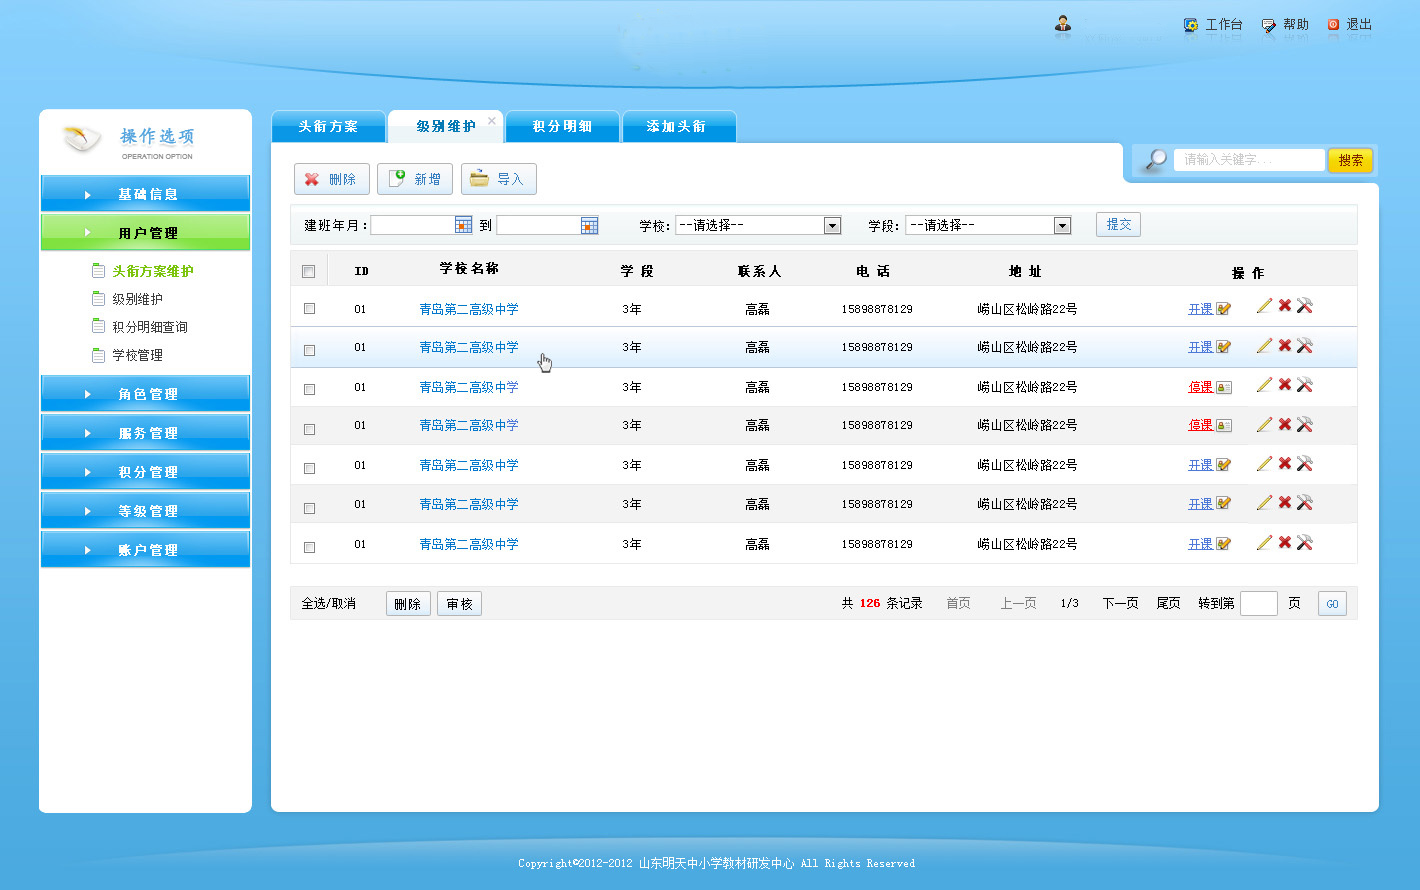 工作台 帮助 退出
操作选项
OPERATION OPTION
基础信息
用户管理
头衔方案维护
级别维护
积分明细查询
学校管理
角色管理
服务管理
积分管理
等级管理
账户管理
头衔方案 级别维护 积分明细 添加头衔
请输入关键字... 搜索
删除 新增 导入
建班年月: 到 学校: --请选择-- 学段: --请选择-- 提交
ID 学校名称 学 段 联系人 电 话 地 址 操 作
01 青岛第二高级中学 3年 高磊 15898878129 崂山区松岭路22号 开课
01 青岛第二高级中学 3年 高磊 15898878129 崂山区松岭路22号 开课
01 青岛第二高级中学 3年 高磊 15898878129 崂山区松岭路22号 停课
01 青岛第二高级中学 3年 高磊 15898878129 崂山区松岭路22号 停课
01 青岛第二高级中学 3年 高磊 15898878129 崂山区松岭路22号 开课
01 青岛第二高级中学 3年 高磊 15898878129 崂山区松岭路22号 开课
01 青岛第二高级中学 3年 高磊 15898878129 崂山区松岭路22号 开课
全选/取消 删除 审核 共 126 条记录 首页 上一页 1/3 下一页 尾页 转到第 页 GO
Copyright©2012-2012 山东明天中小学教材研发中心 All Rights Reserved